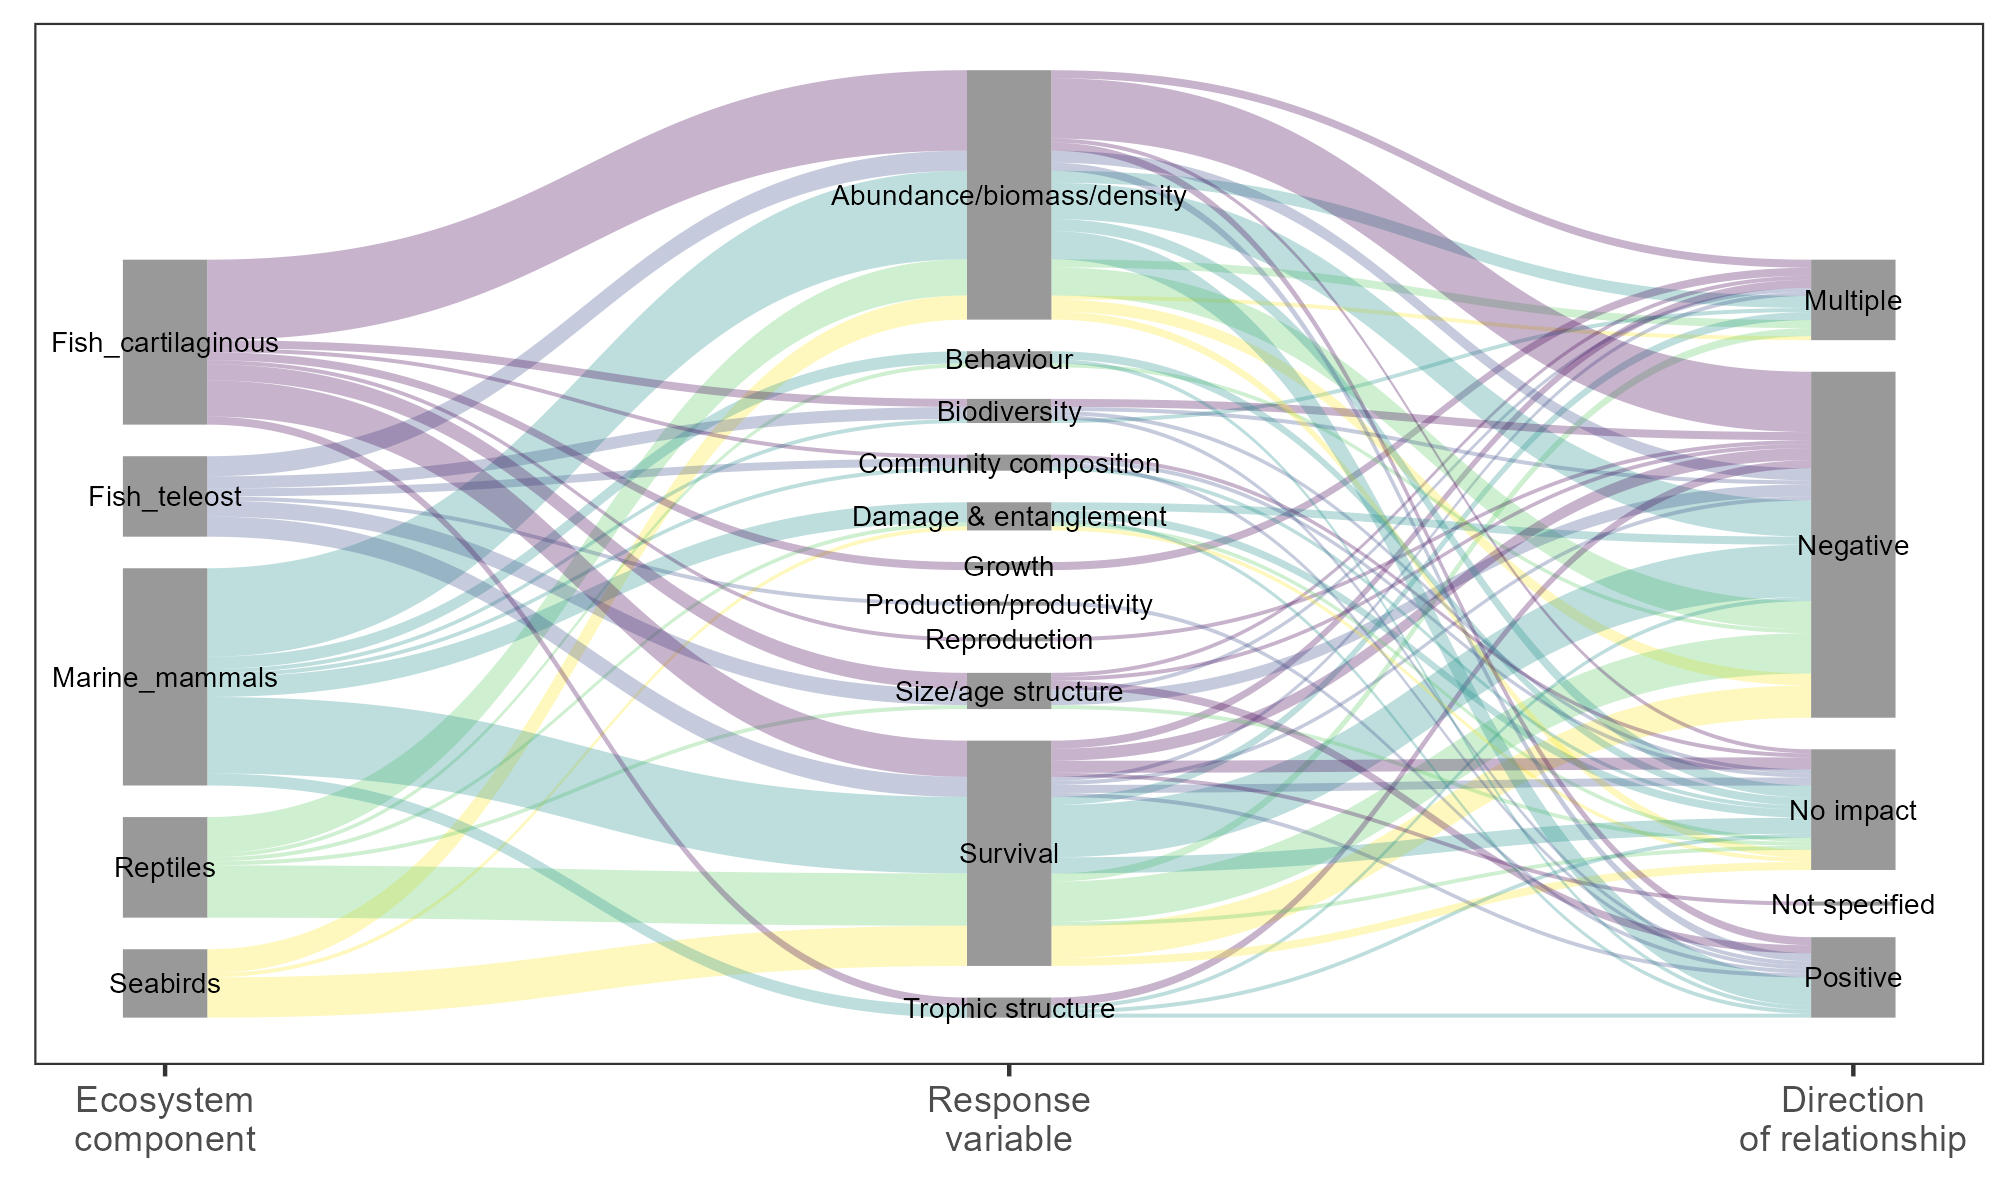 Fish_cartilaginous
Fish_teleost
Marine_mammals
Reptiles
Seabirds
Abundance/biomass/density
Behaviour
Biodiversity
Community composition
Damage & entanglement
Growth
Production/productivity
Reproduction
Size/age structure
Survival
Trophic structure
Multiple
Negative
No impact
Not specified
Positive
Ecosystem
component
Response
variable
Direction
of relationship